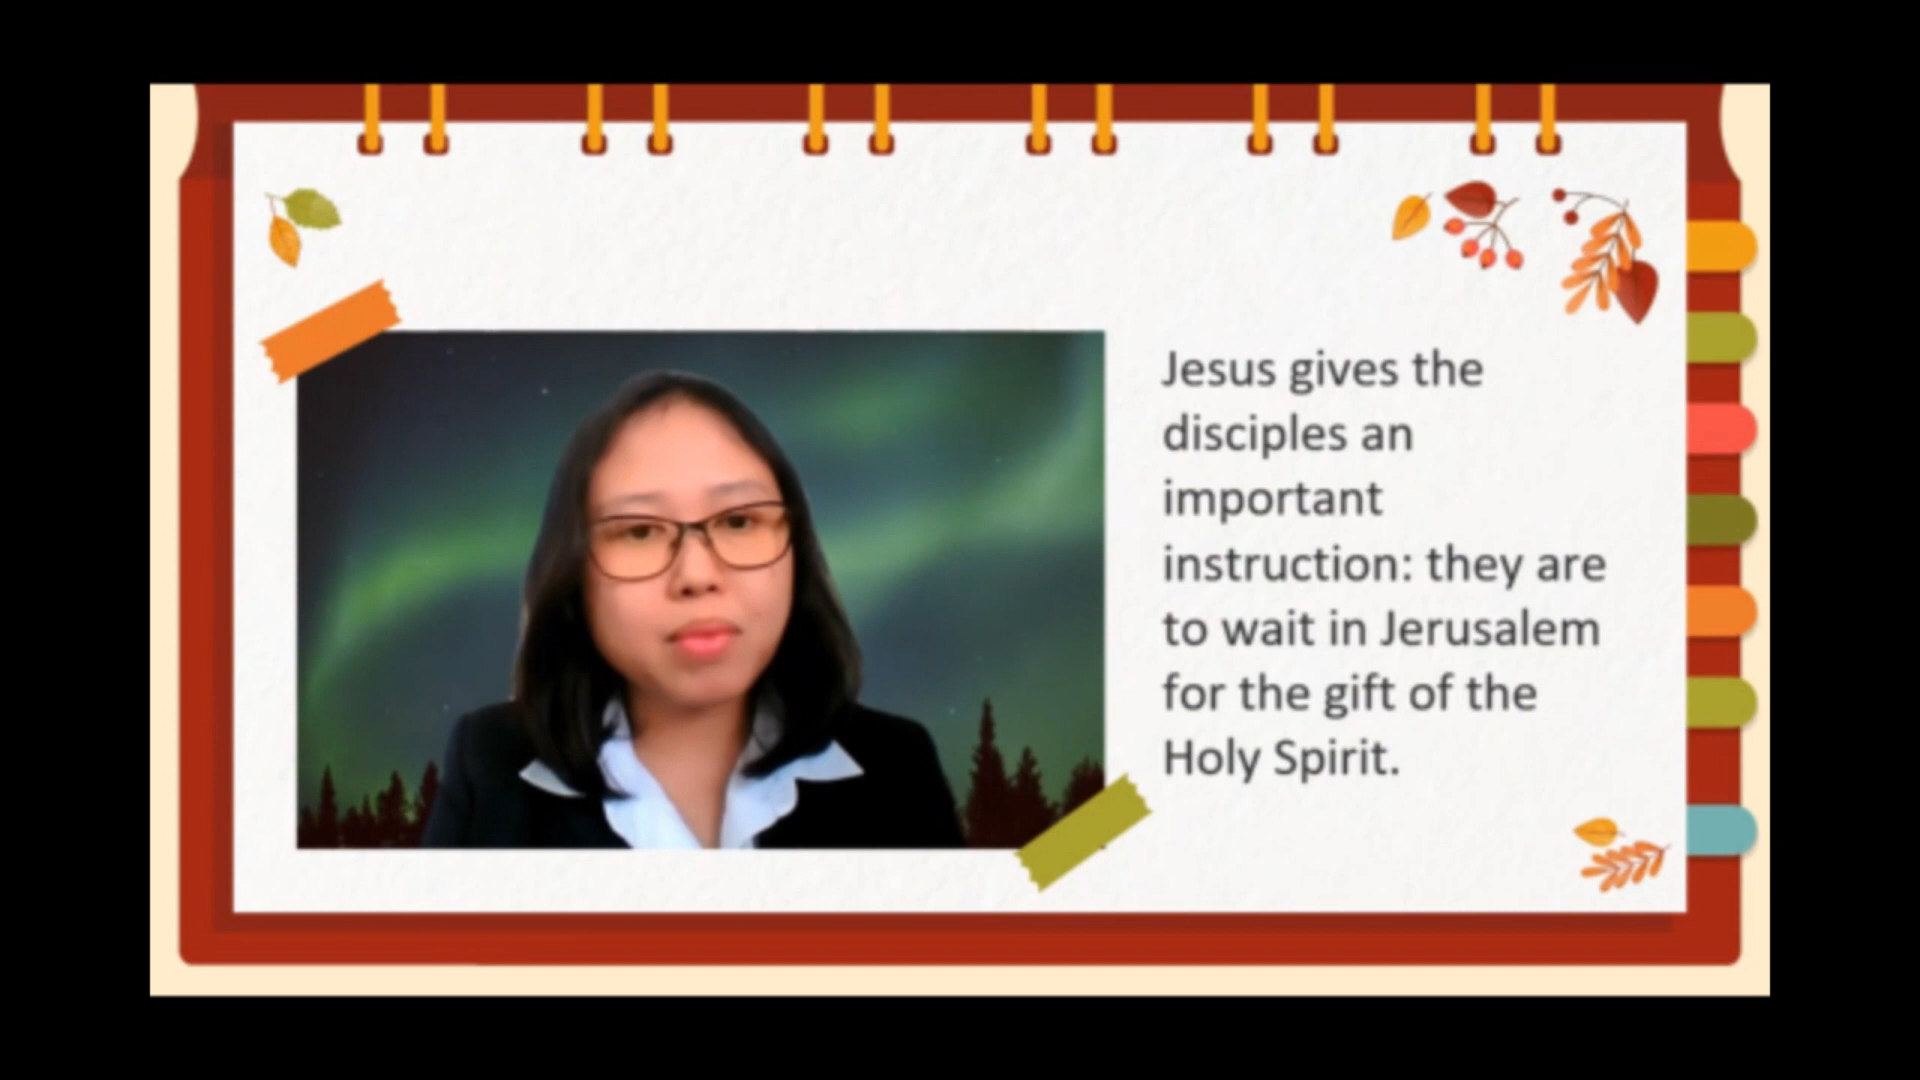 Jesus gives the
disciples an
important
instruction: they are
to wait in Jerusalem
for the gift of the
Holy Spirit.